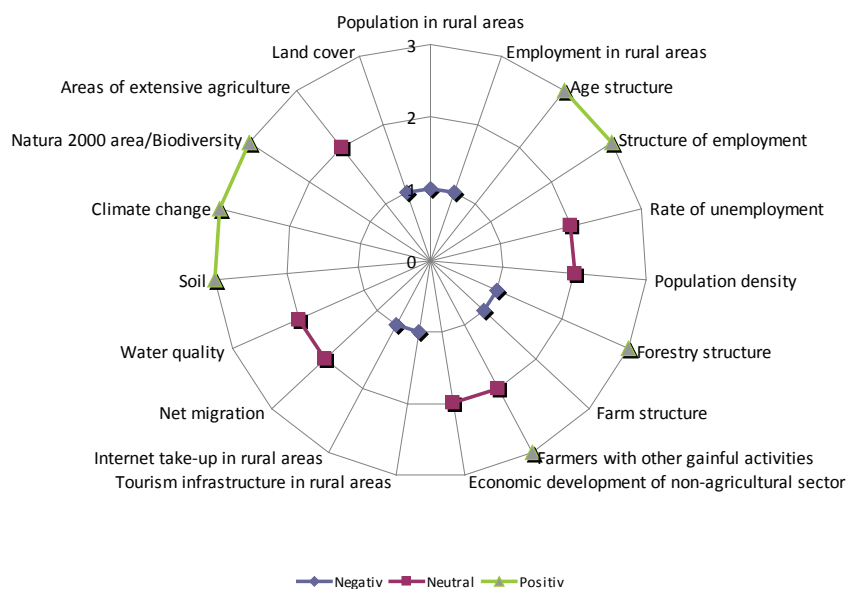 Population in rural areas
Land cover
Employment in rural areas
Areas of extensive agriculture
Age structure
Natura 2000 area/Biodiversity
Structure of employment
Climate change
Rate of unemployment
Soil
Population density
Water quality
Forestry structure
Net migration
Farm structure
Internet take-up in rural areas
Farmers with other gainful activities
Tourism infrastructure in rural areas
Economic development of non-agricultural sector
3
2
1
0
Negativ Neutral Positiv